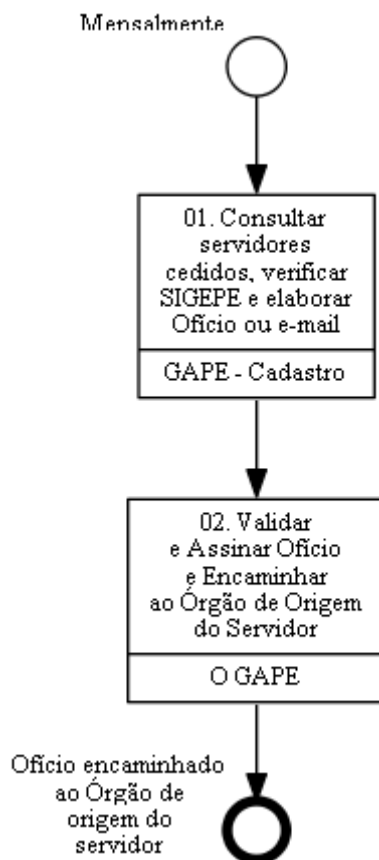 Mensalmente
01. Consultar
servidores
cedidos, verificar
SIGEPE e elaborar
Ofício ou e-mail
GAPE - Cadastro
02. Validar
e Assinar Ofício
e Encaminhar
ao Órgão de Origem
do Servidor
O GAPE
Ofício encaminhado
ao Órgão de
origem do
servidor